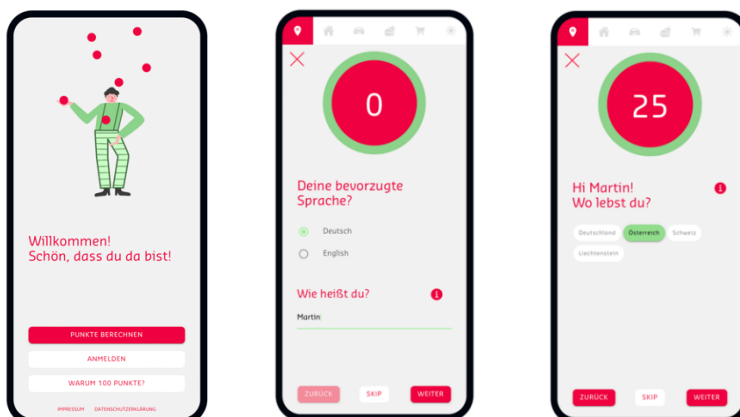 Willkommen!
Schön, dass du da bist!
PUNKTE BERECHNEN
ANMELDEN
WARUM 100 PUNKTE?
IMPRESSUM DATENSCHUTZERKLÄRUNG
0
Deine bevorzugte
Sprache?
Deutsch
English
Wie heißt du?
i
Martin
ZURÜCK SKIP WEITER
25
Hi Martin!
i
Wo lebst du?
Deutschland Österreich Schweiz
Liechtenstein
ZURÜCK SKIP WEITER